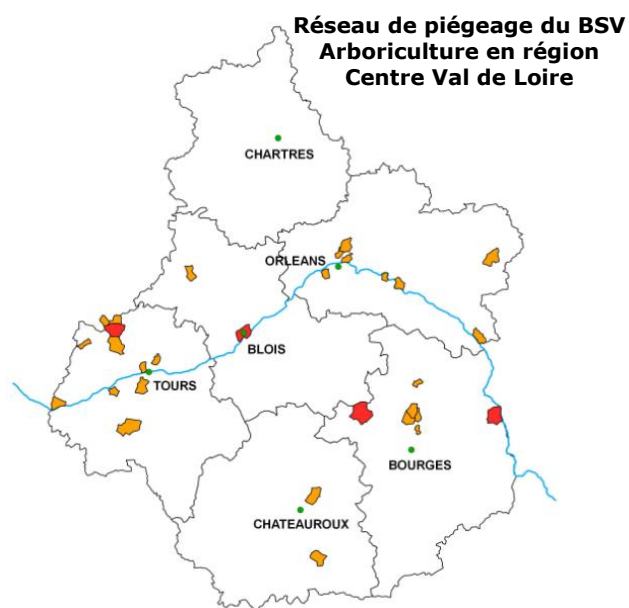 Réseau de piégeage du BSV
Arboriculture en région
Centre Val de Loire
CHARTRES
ORLEANS
BLOIS
TOURS
BOURGES
CHATEAUROUX